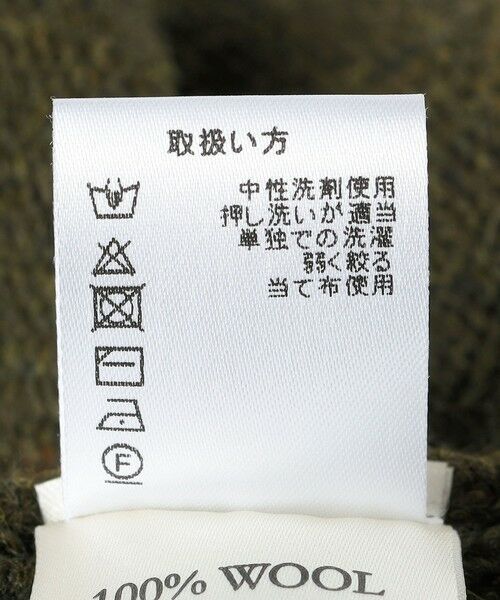 取扱い方
中性洗剤使用
押し洗いが適当
単独での洗濯
弱く絞る
当て布使用
F
100% WOOL